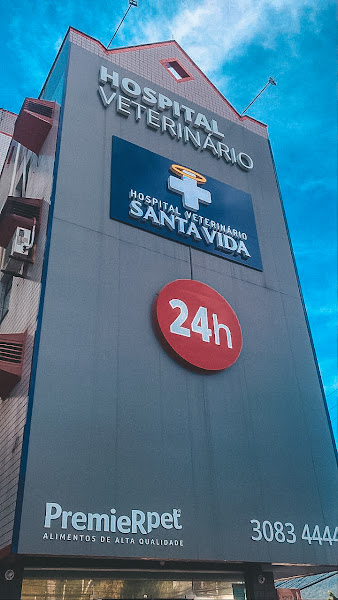 HOSPITAL
VETERINÁRIO
HOSPITAL VETERINÁRIO
SANTA VIDA
24h
PremieRpet
ALIMENTOS DE ALTA QUALIDADE
3083 4444